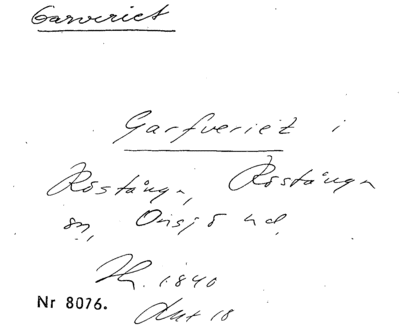 Garveriet
Garfveriet i
Röstånga, Röstånga
sn, Onsjö hd.
1840
Nr 8076.